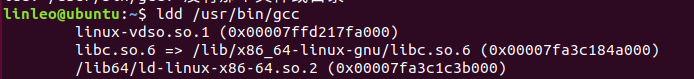 linleo@ubuntu:~$ ldd /usr/bin/gcc
linux-vdso.so.1 (0x00007ffd217fa000)
libc.so.6 => /lib/x86_64-linux-gnu/libc.so.6 (0x00007fa3c184a000)
/lib64/ld-linux-x86-64.so.2 (0x00007fa3c1c3b000)